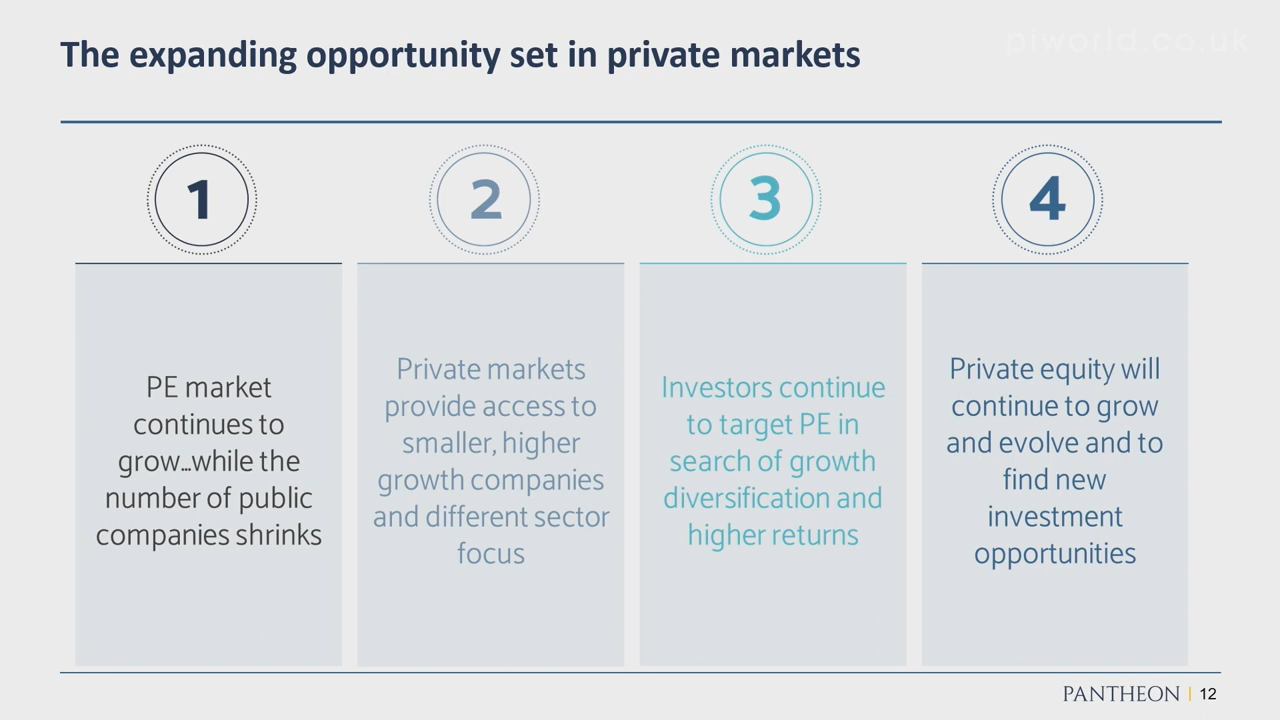 piworld.co.uk
The expanding opportunity set in private markets
1
2
3
4
PE market
continues to
grow...while the
number of public
companies shrinks
Private markets
provide access to
smaller, higher
growth companies
and different sector
focus
Investors continue
to target PE in
search of growth
diversification and
higher returns
Private equity will
continue to grow
and evolve and to
find new
investment
opportunities
PANTHEON | 12